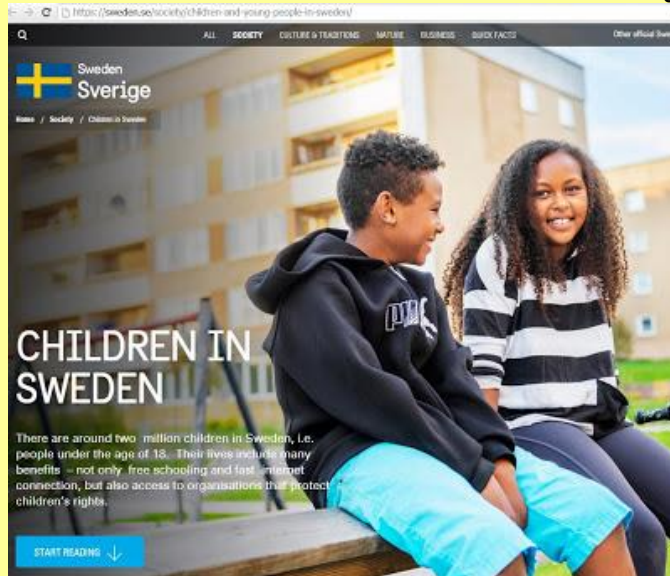 https://sweden.se/society/children-and-young-people-in-sweden/
ALL SOCIETY CULTURE & TRADITIONS NATURE BUSINESS QUICK FACTS Other official Swe
Sweden
Sverige
Home / Society / Children in Sweden
CHILDREN IN
SWEDEN
There are around two million children in Sweden, i.e.
people under the age of 18. Their lives include many
benefits – not only free schooling and fast internet
connection, but also access to organisations that protect
children's rights.
START READING